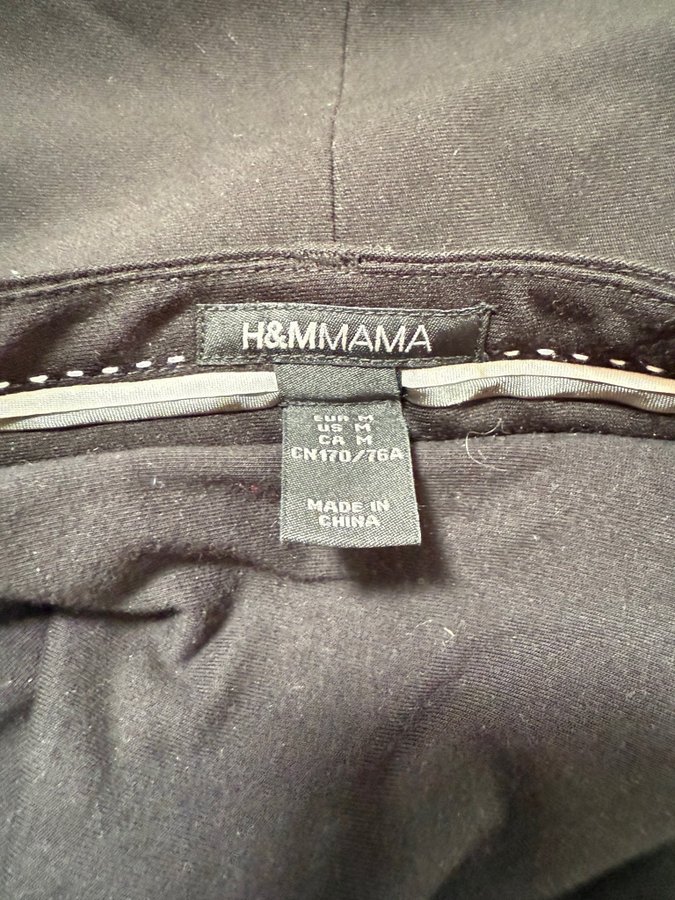 H&MMAMA
EUR M
US M
CA M
CN170/76A
MADE IN
CHINA